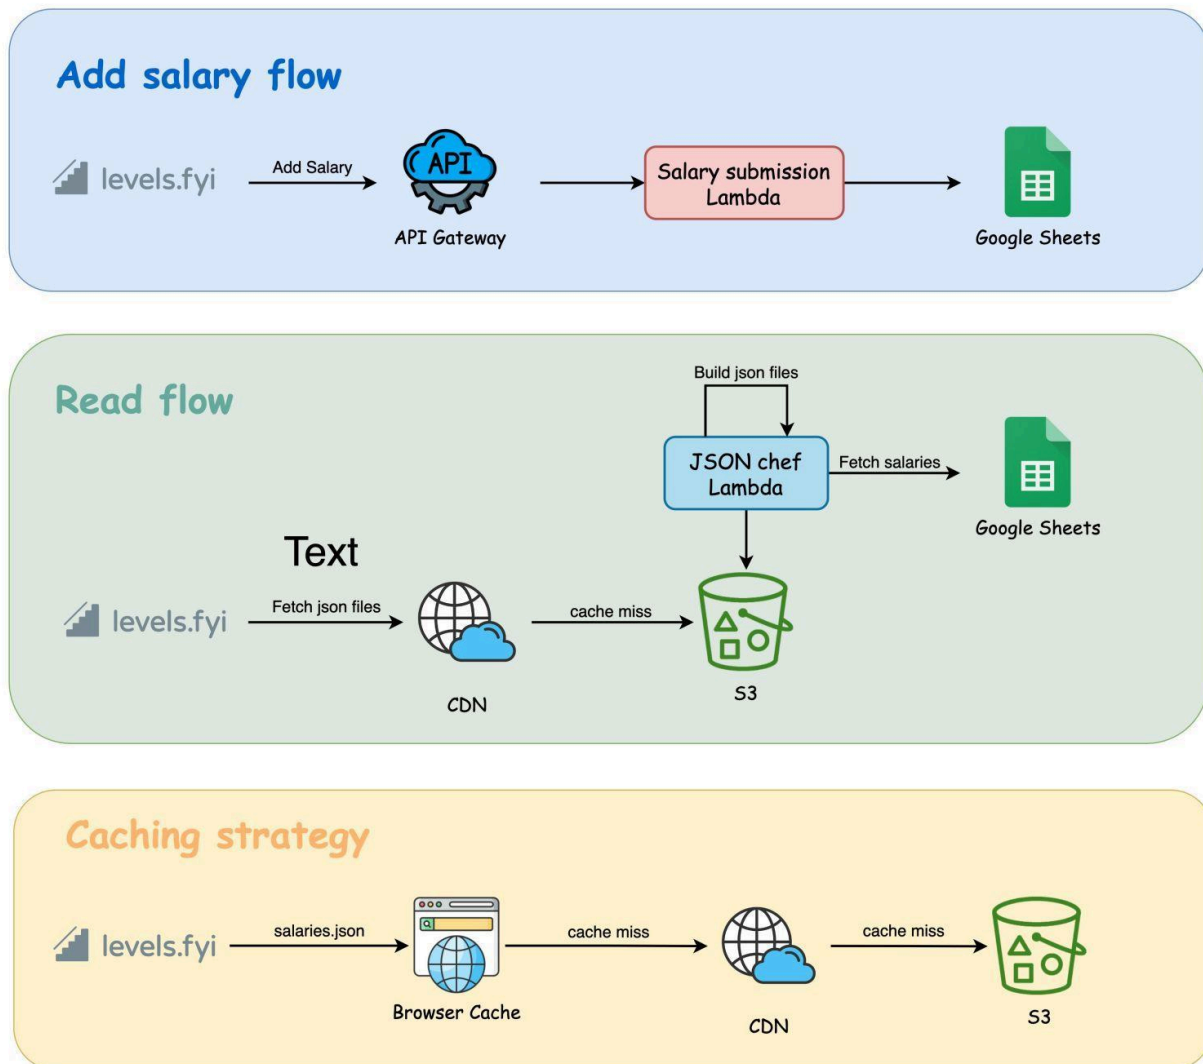 Add salary flow
levels.fyi
Add Salary
API
API Gateway
Salary submission
Lambda
Google Sheets
Read flow
Build json files
JSON chef
Lambda
Fetch salaries
Google Sheets
Text
levels.fyi
Fetch json files
CDN
cache miss
S3
Caching strategy
levels.fyi
salaries.json
Browser Cache
cache miss
CDN
cache miss
S3